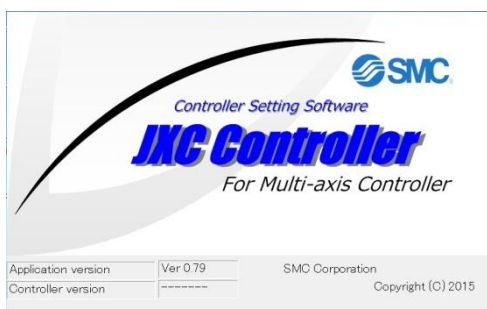 SMC
Controller Setting Software
JXC Controller
For Multi-axis Controller
Application version Ver 0.79 SMC Corporation
Controller version ------- Copyright (C) 2015